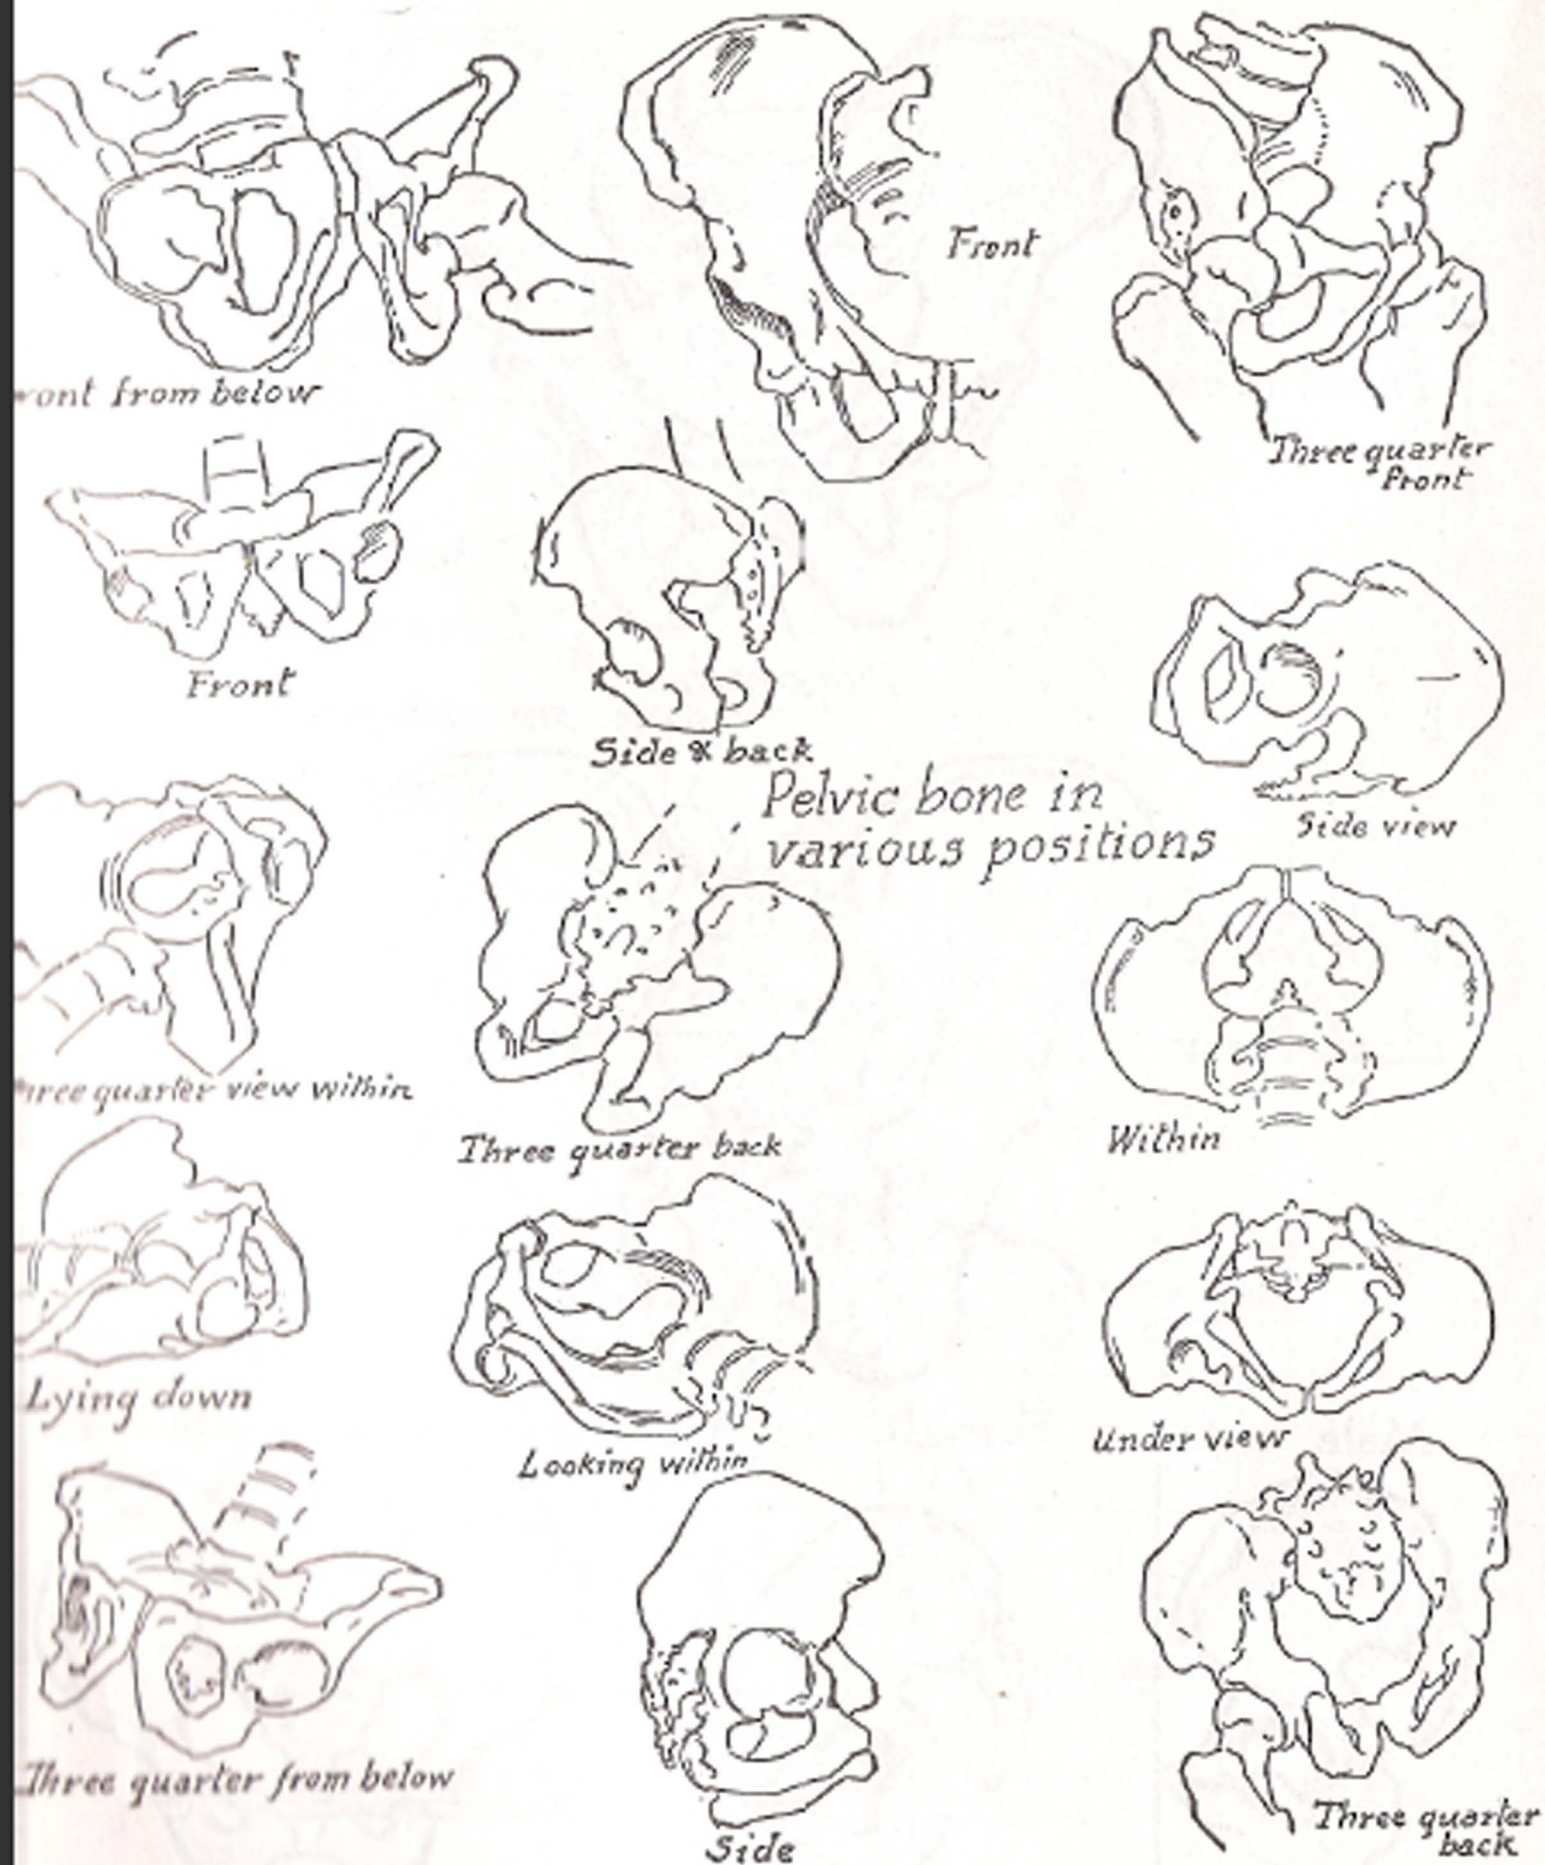 Front
ront from below
Three quarter
front
Front
Side & back
Pelvic bone in
various positions
Side view
hree quarter view within
Three quarter back
Within
Lying down
Looking within
Under view
Three quarter from below
Side
Three quarter
back